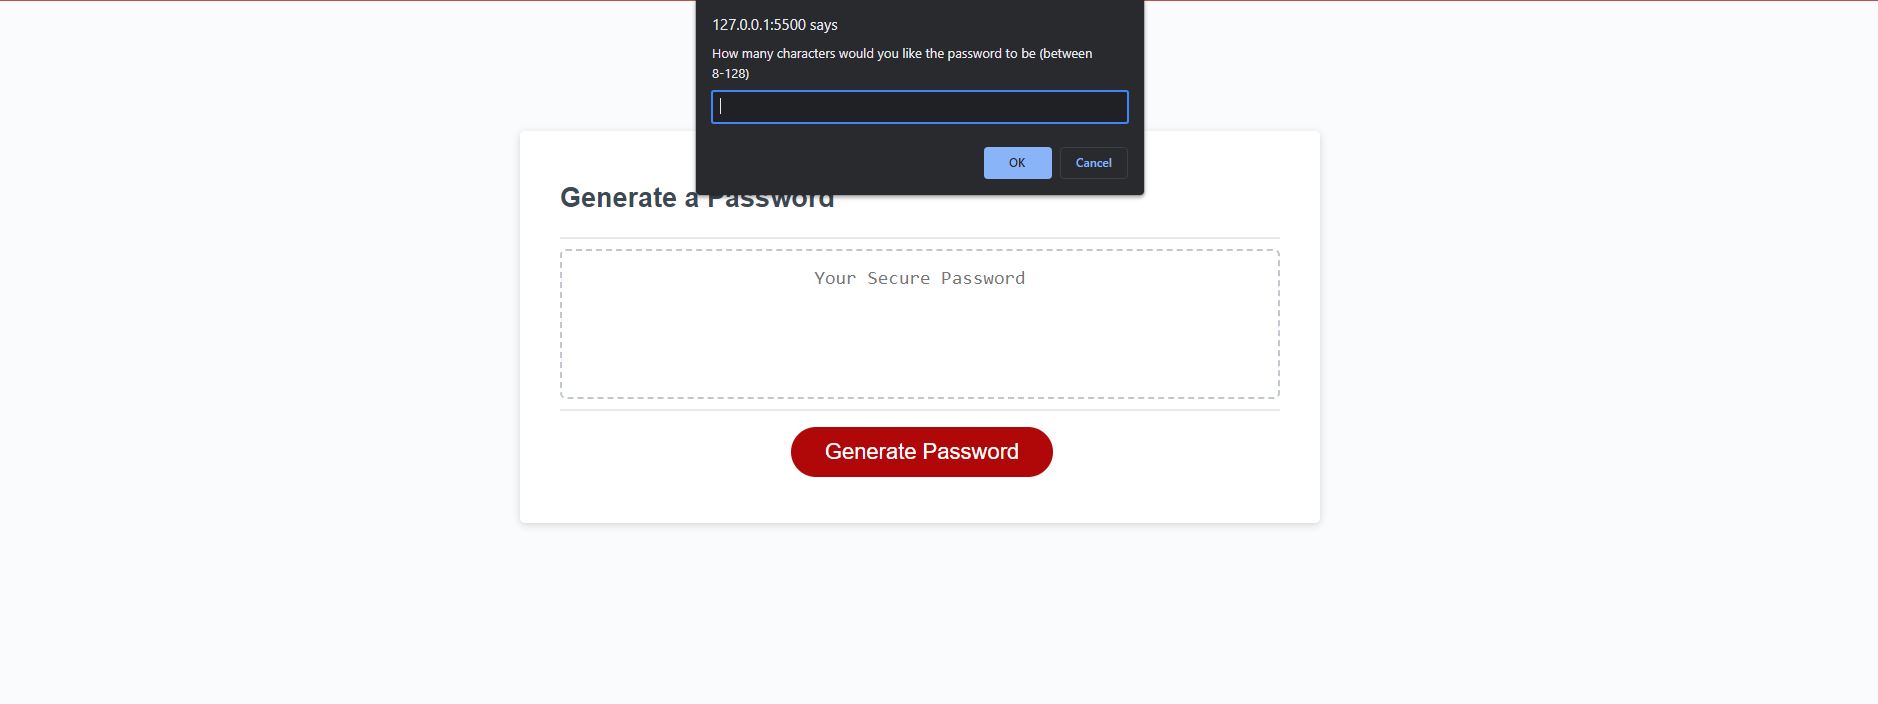 127.0.0.1:5500 says
How many characters would you like the password to be (between
8-128)
OK
Cancel
Generate a Password
Your Secure Password
Generate Password